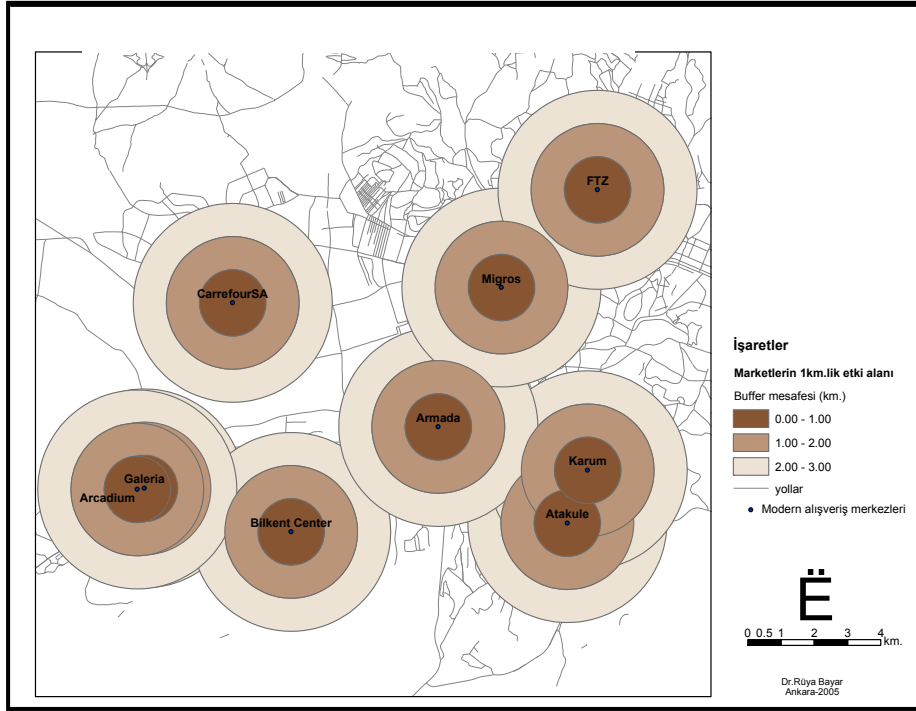 FTZ
Migros
CarrefourSA
Armada
Karum
Galeria
Arcadium
Bilkent Center
Atakule
İşaretler
Marketlerin 1km.lik etki alanı
Buffer mesafesi (km.)
0.00 - 1.00
1.00 - 2.00
2.00 - 3.00
yollar
Modern alışveriş merkezleri
Ë
0 0.5 1 2 3 4
km.
Dr.Rüya Bayar
Ankara-2005